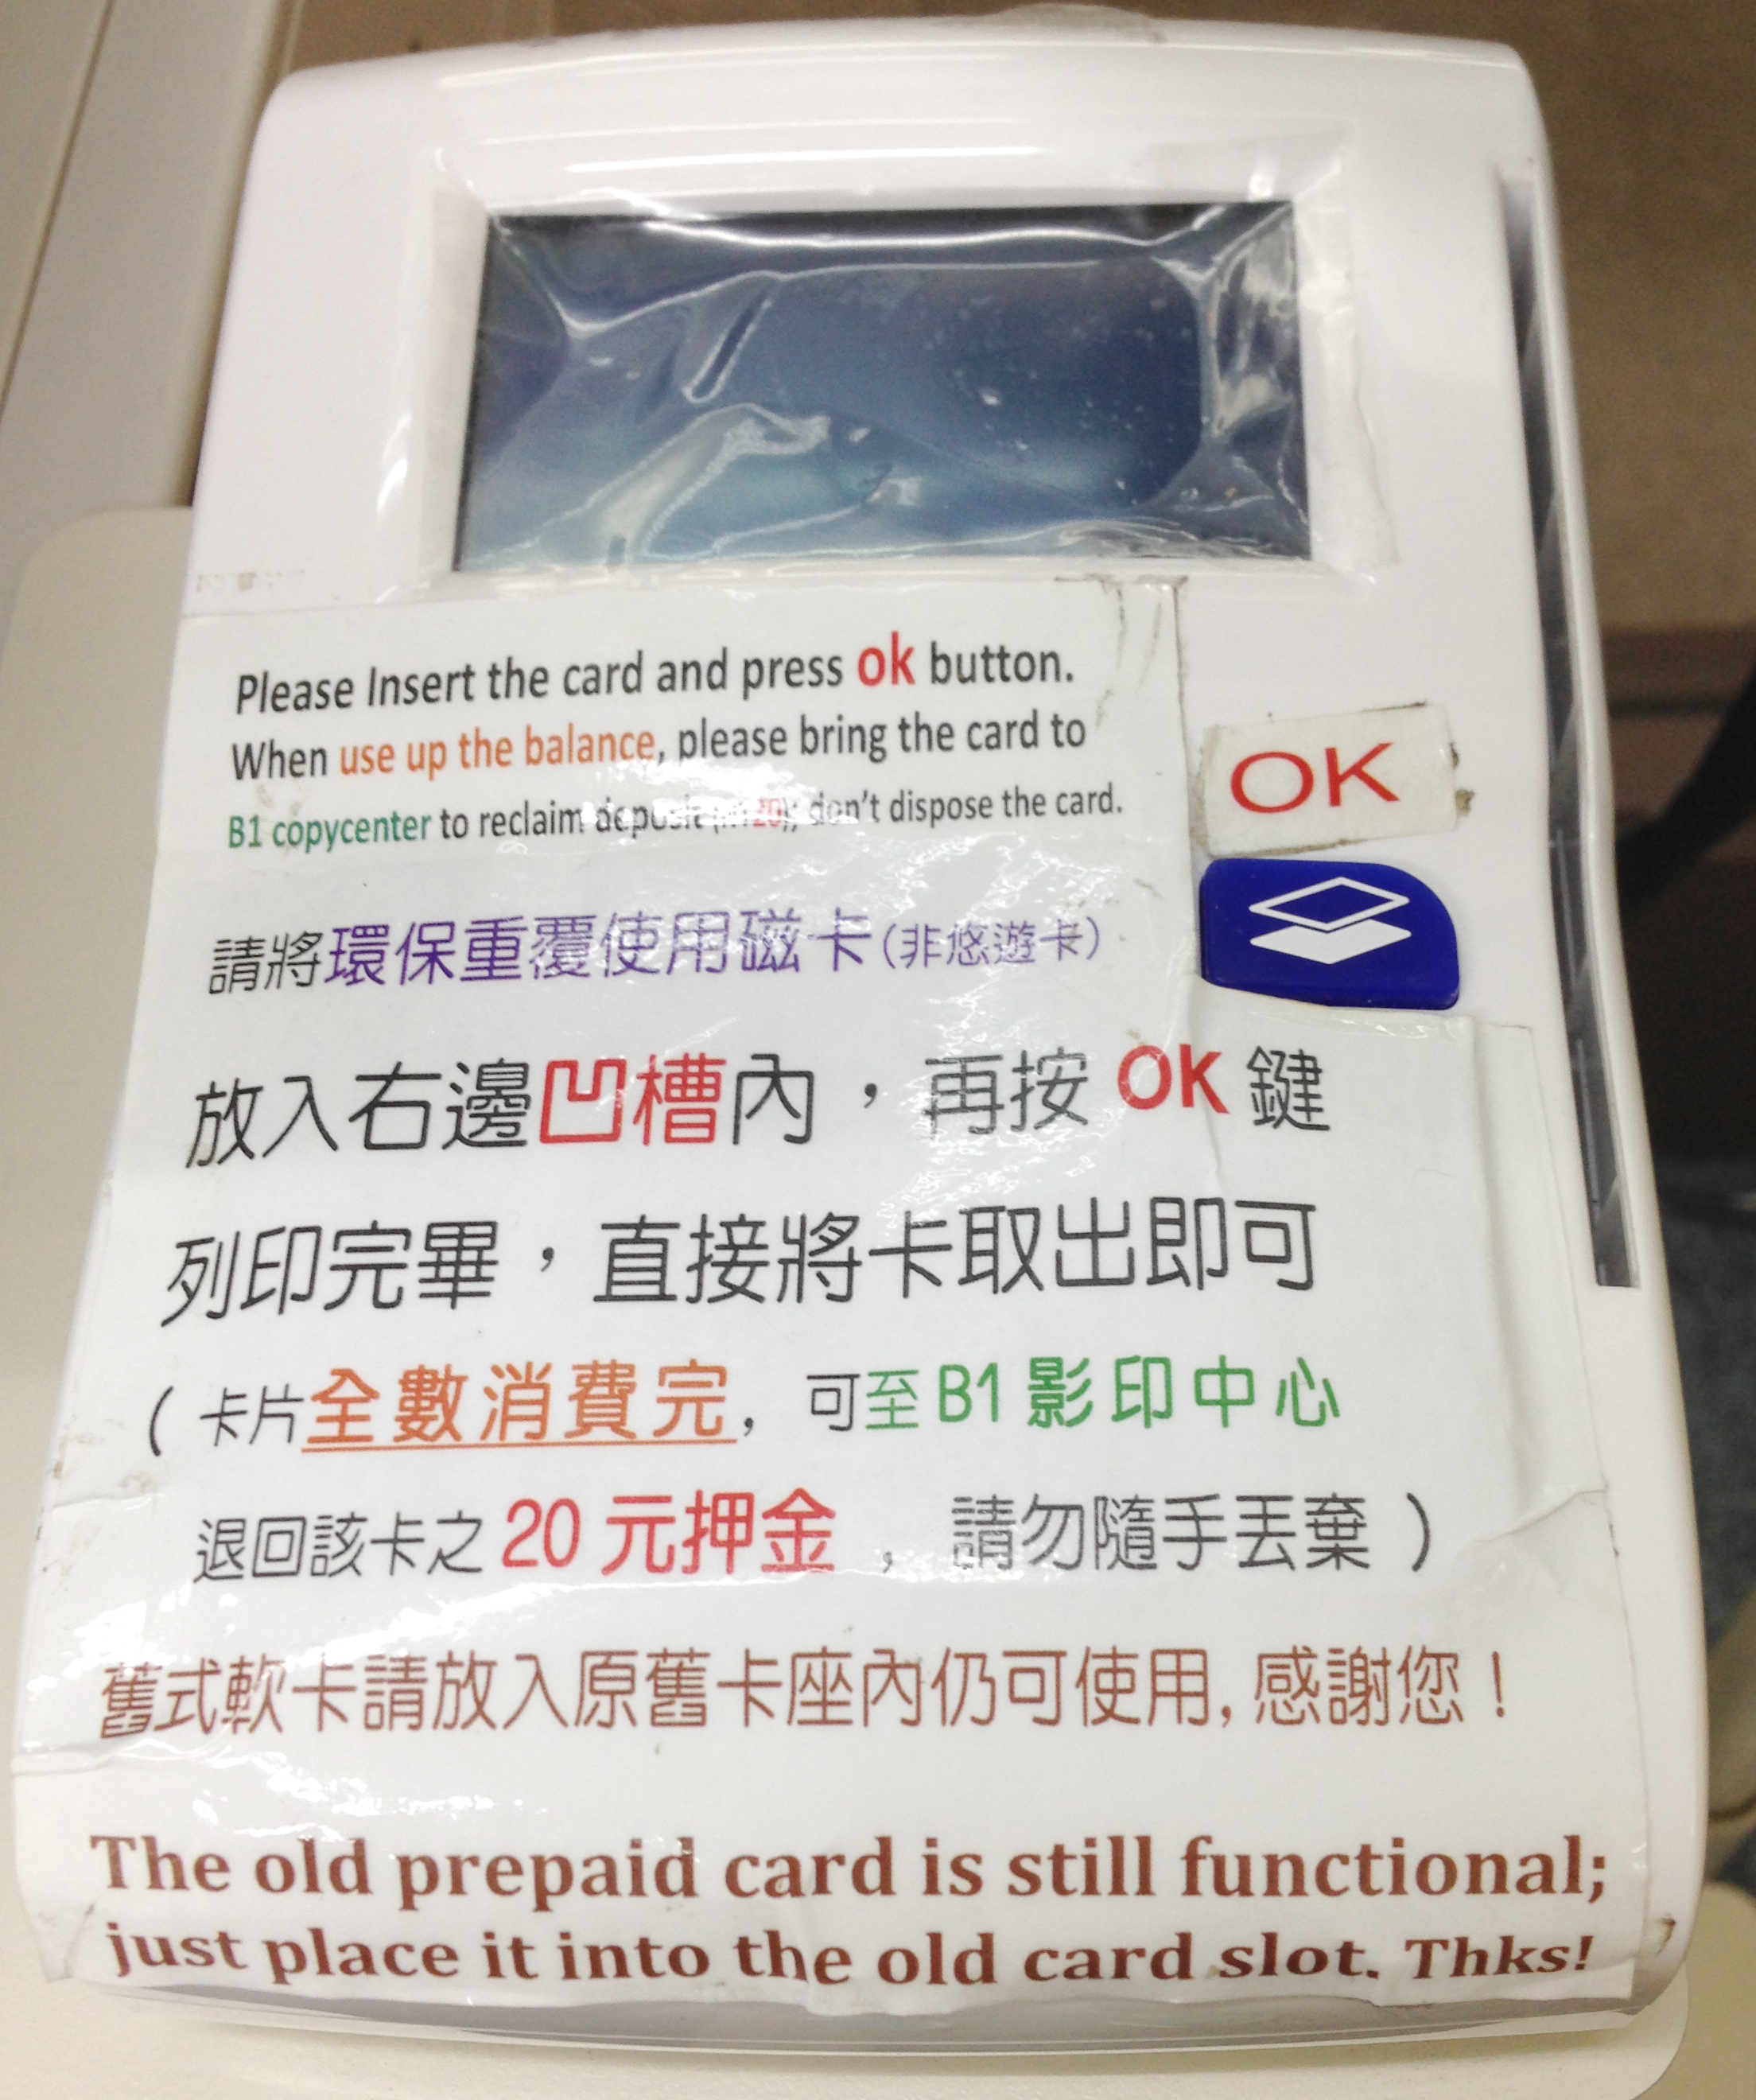 Please Insert the card and press ok button.
When use up the balance, please bring the card to
B1 copycenter to reclaim deposit (NT20); don't dispose the card.
OK
請將環保重覆使用磁卡(非悠遊卡)
放入右邊凹槽內，再按 OK 鍵
列印完畢，直接將卡取出即可
(卡片全數消費完，可至B1影印中心
退回該卡之 20 元押金，請勿隨手丟棄)
舊式軟卡請放入原舊卡座內仍可使用, 感謝您!
The old prepaid card is still functional;
just place it into the old card slot. Thks!